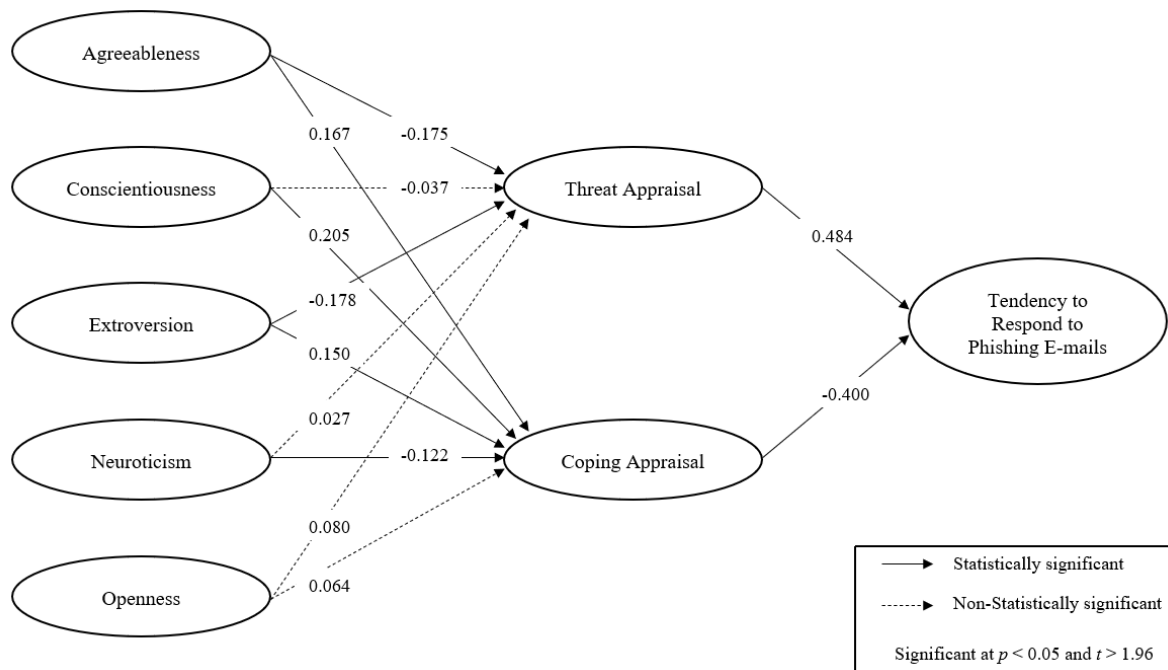 Agreeableness
0.167
-0.175
Conscientiousness
-0.037
Threat Appraisal
0.205
0.484
Extroversion
-0.178
0.150
Tendency to
Respond to
Phishing E-mails
-0.400
0.027
Neuroticism
-0.122
Coping Appraisal
0.080
0.064
Openness
Statistically significant
Non-Statistically significant
Significant at p < 0.05 and t > 1.96